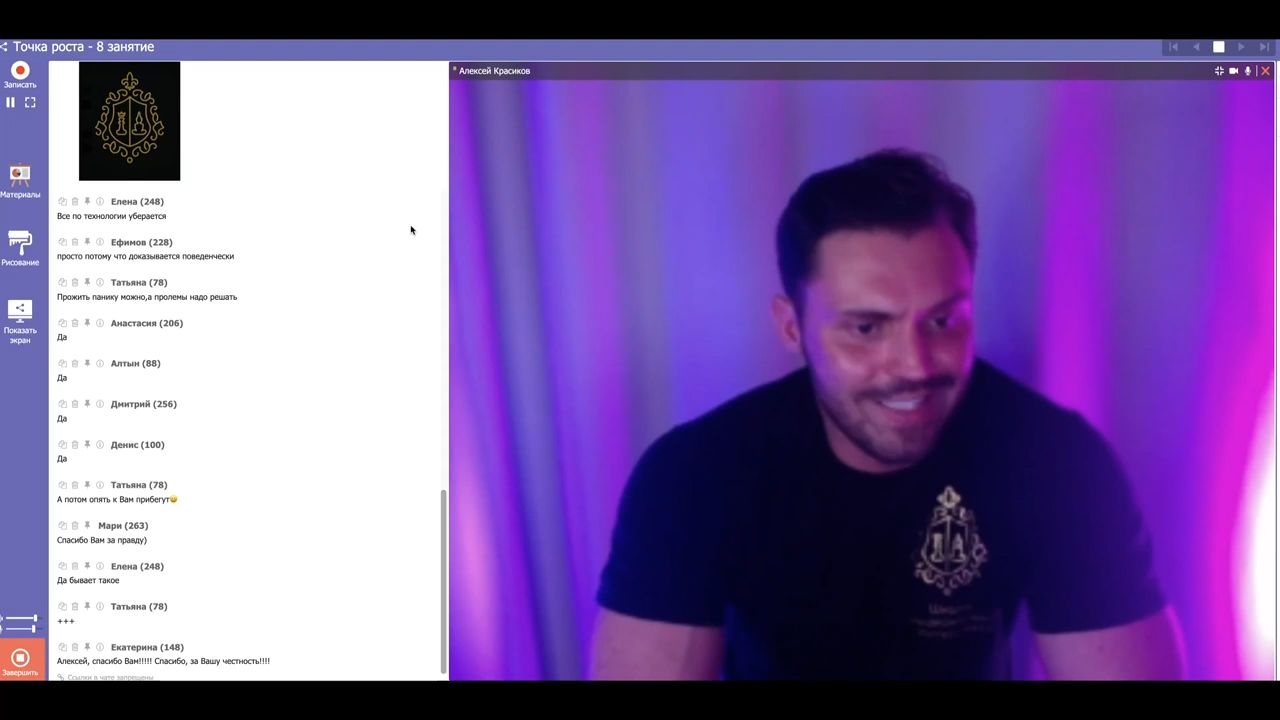 Точка роста - 8 занятие
Записать
Материалы
Рисование
Показать
экран
Завершить
Елена (248)
Все по технологии уберается
Ефимов (228)
просто потому что доказывается поведенчески
Татьяна (78)
Прожить панику можно,а пролемы надо решать
Анастасия (206)
Да
Алтын (88)
Да
Дмитрий (256)
Да
Денис (100)
Да
Татьяна (78)
А потом опять к Вам прибегут😄
Мари (263)
Спасибо Вам за правду)
Елена (248)
Да бывает такое
Татьяна (78)
+++
Екатерина (148)
Алексей, спасибо Вам!!!!! Спасибо, за Вашу честность!!!!
Ссылки в чате запрещены
Алексей Красиков